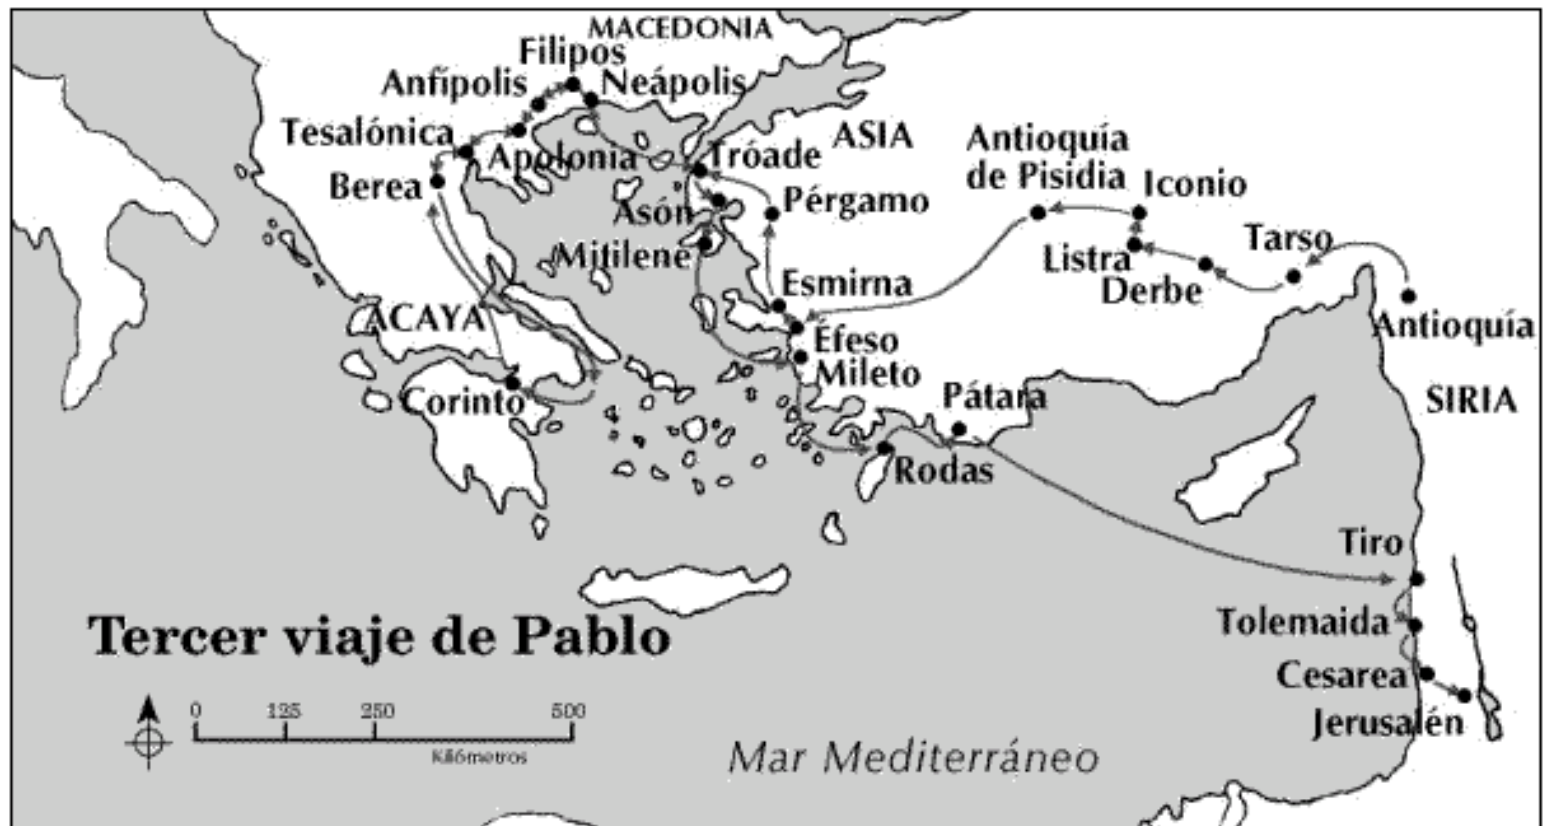 MACEDONIA
Filipos
Anfípolis
Neápolis
Tesalónica
Apolonia
Berea
Tróade
ASIA
Antioquía
de Pisidia
Iconio
Asón
Pérgamo
Mitilene
Listra
Tarso
Derbe
Esmirna
ACAYA
Éfeso
Antioquía
Mileto
Corinto
Pátara
SIRIA
Rodas
Tiro
Tercer viaje de Pablo
Tolemaida
Cesarea
Jerusalén
0 125 250 500
Kilómetros
Mar Mediterráneo